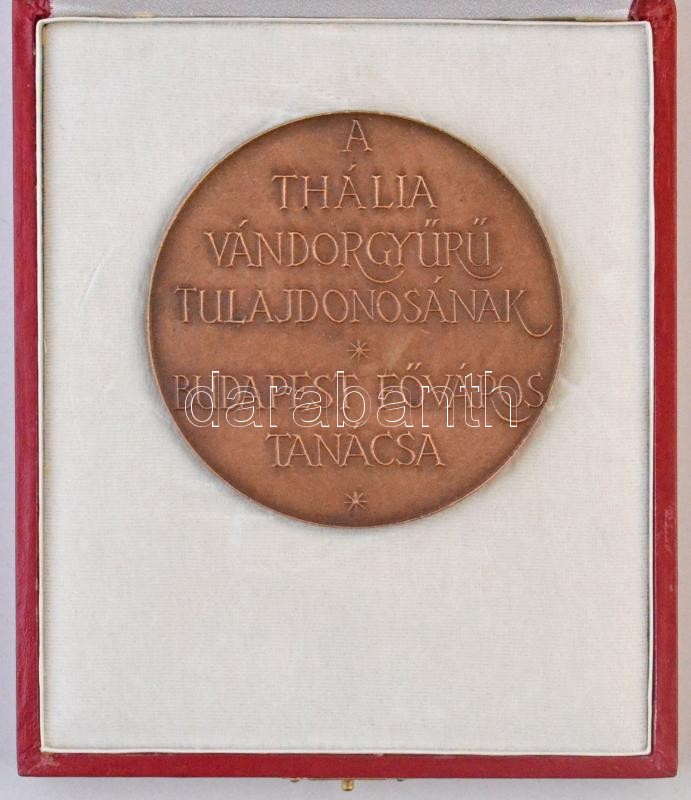 A
THÁLIA
VÁNDORGYŰRŰ
TULAJDONOSÁNAK
*
BUDAPEST FŐVÁROS
darabanth
TANÁCSA
*